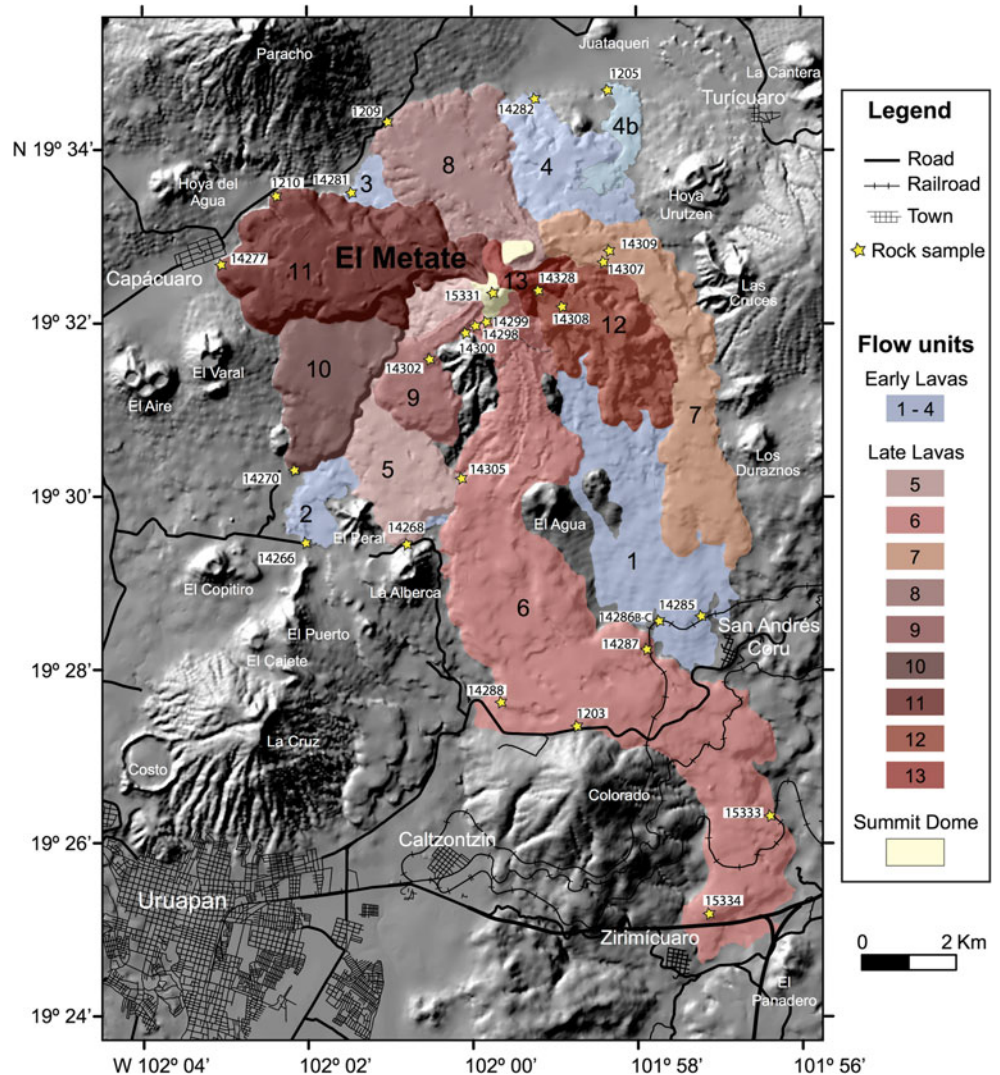 Paracho
Juataqueri
La Cantera
1205
Turícuaro
14282
1209
4b
N 19º 34’
8
4
Hoya del
Agua
14281
3
1210
Hoya
Urutzen
14309
El Metate
Capácuaro
14277
11
14307
13
14328
15331
Las
Cruces
19º 32’
14299
14308
12
14298
14300
10
14302
El Varal
9
7
El Aire
Los
Duraznos
5
14305
14270
19º 30’
2
El Agua
El Peral
14268
14266
1
El Copitiro
La Alberca
6
14286B-C
14285
San Andrés
Coru
El Puerto
14287
19º 28’
El Cajete
14288
1203
La Cruz
Costo
Colorado
15333
19º 26’
Caltzontzin
Uruapan
15334
Zirimícuaro
El
Panadero
19º 24’
W 102º 04’
102º 02’
102º 00’
101º 58’
101º 56’
Legend
Road
Railroad
Town
Rock sample
Flow units
Early Lavas
1 - 4
Late Lavas
5
6
7
8
9
10
11
12
13
Summit Dome
0 2 Km